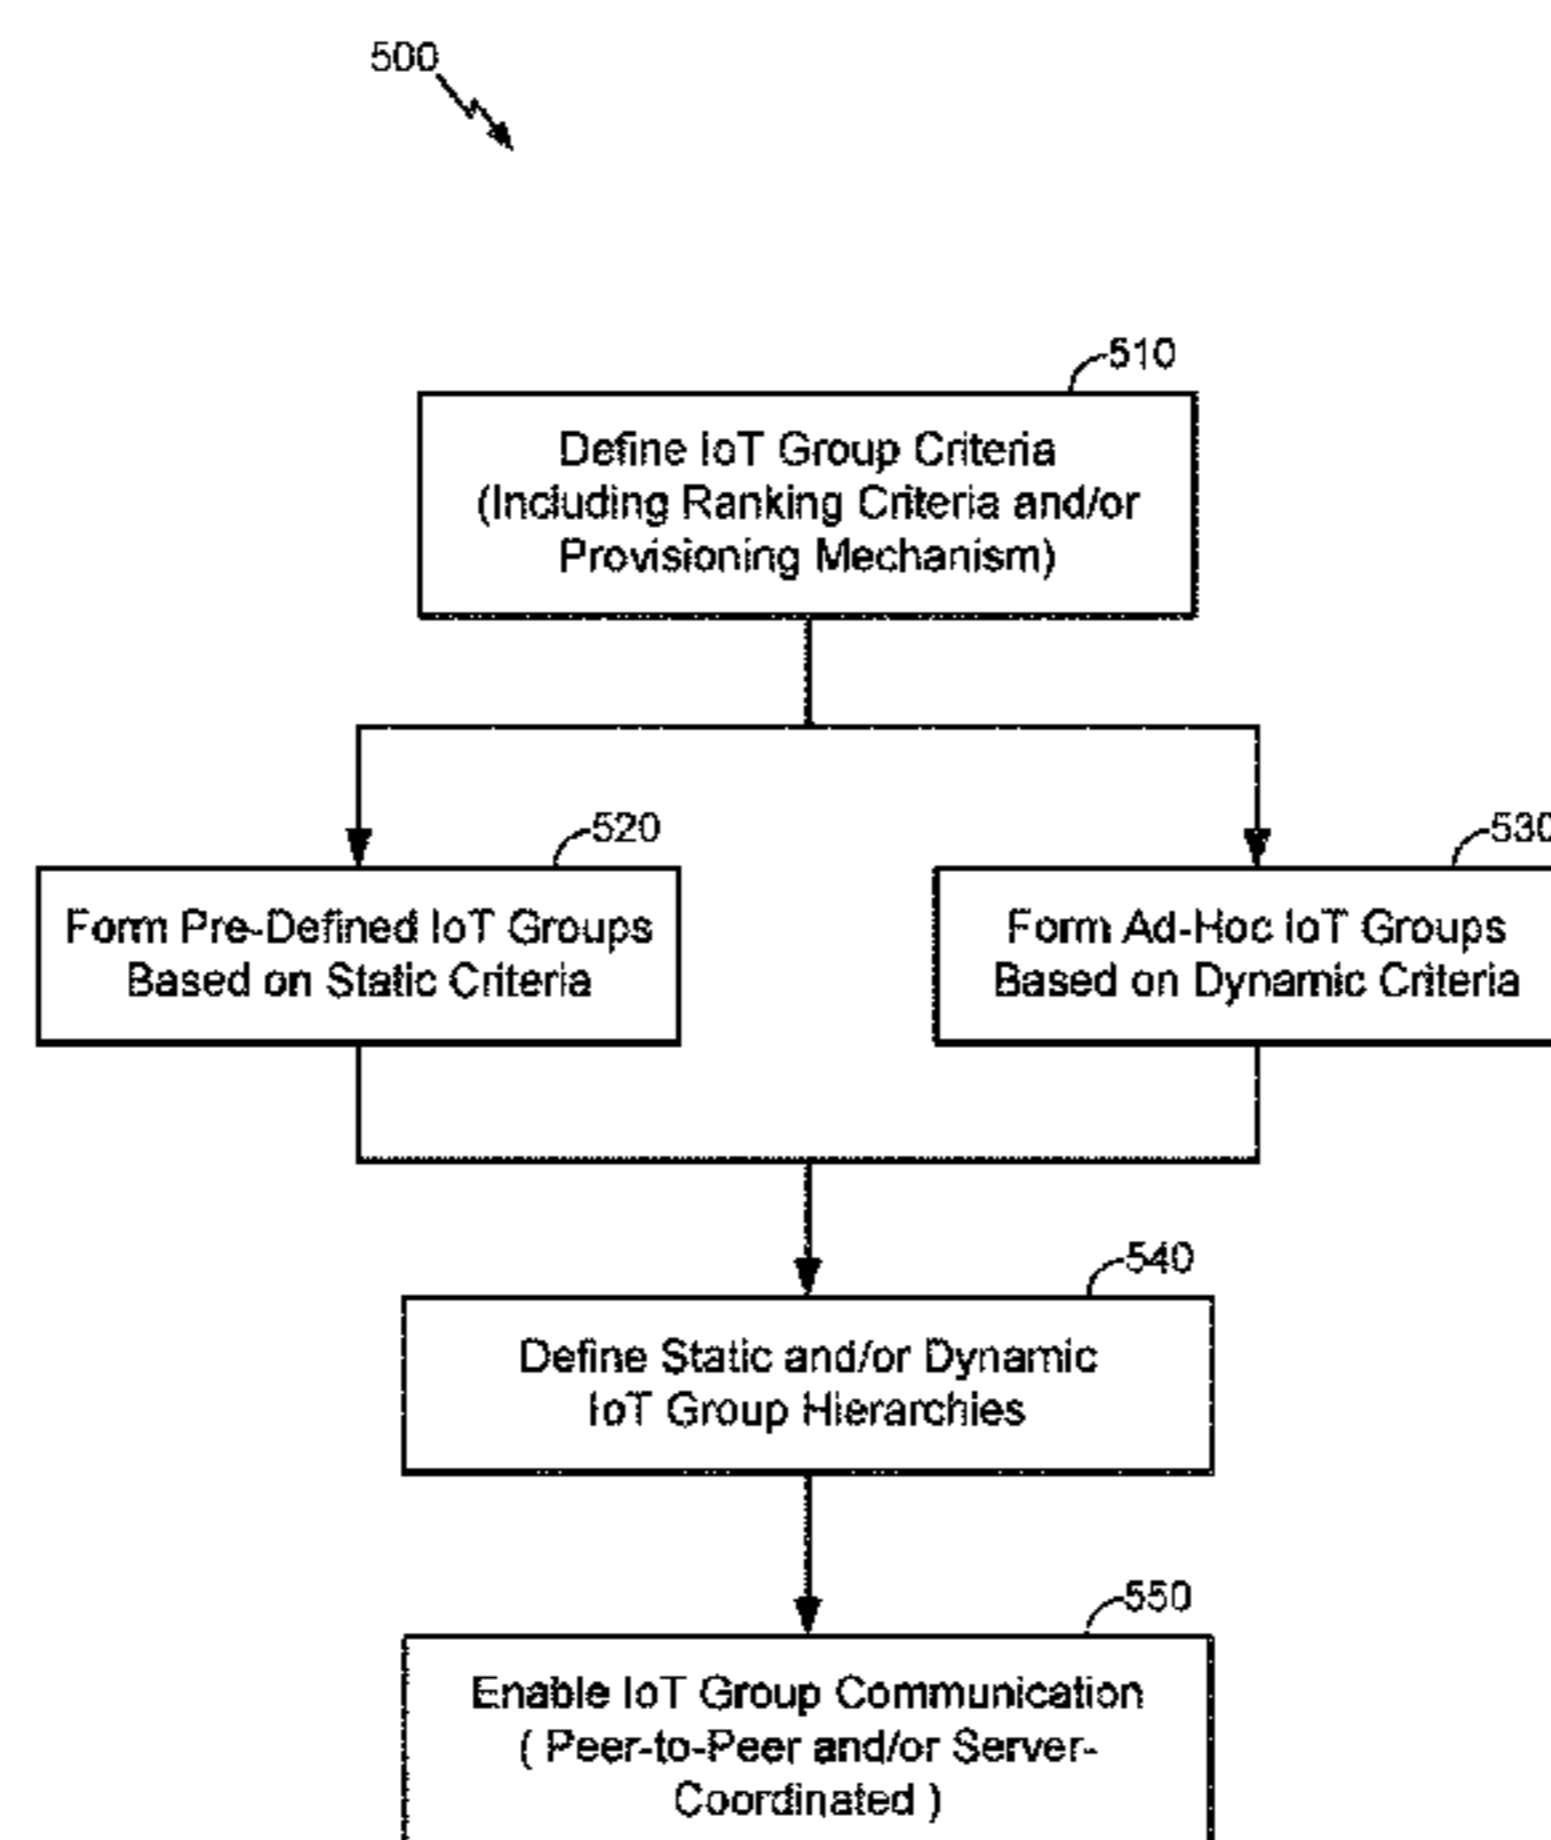 500
510
Define IoT Group Criteria
(Including Ranking Criteria and/or
Provisioning Mechanism)
520
530
Form Pre-Defined IoT Groups
Based on Static Criteria
Form Ad-Hoc IoT Groups
Based on Dynamic Criteria
540
Define Static and/or Dynamic
IoT Group Hierarchies
550
Enable IoT Group Communication
( Peer-to-Peer and/or Server-
Coordinated )